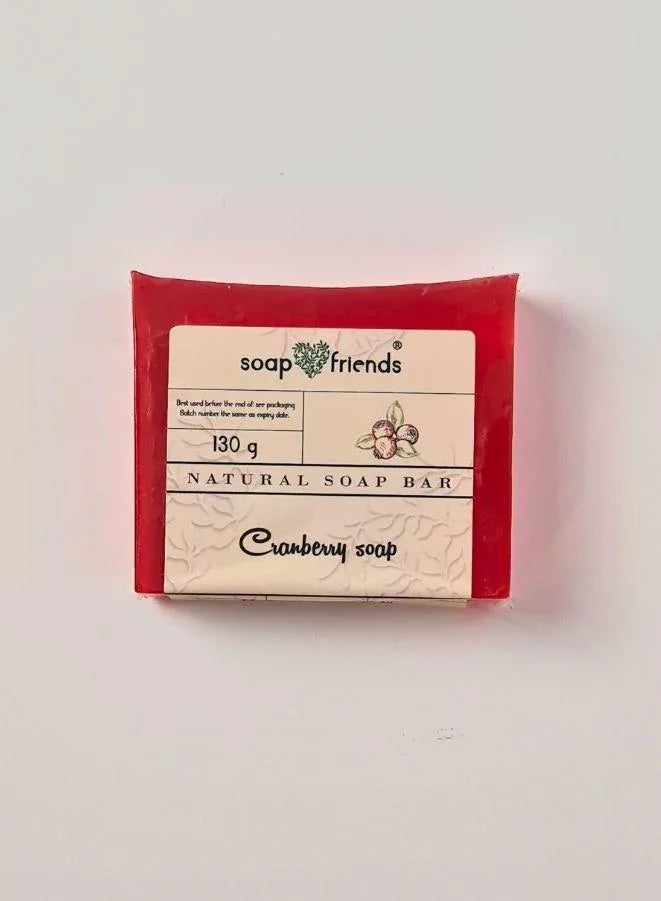 soap friends®
Best used before the end of: see packaging
Batch number the same as expiry date.
130 g
NATURAL SOAP BAR
Cranberry soap